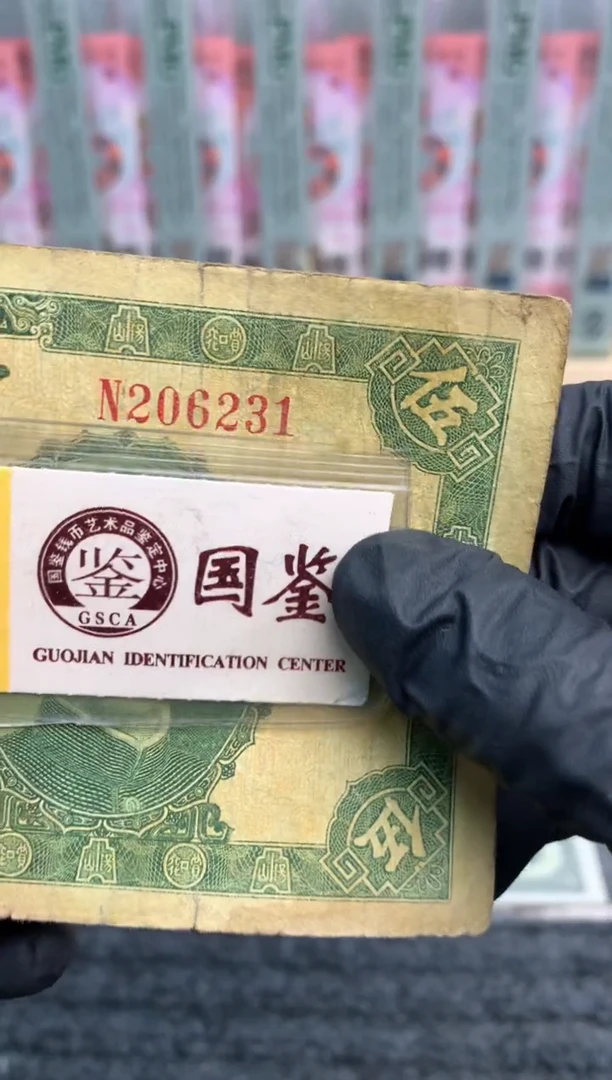 伍
N206231
国鉴钱币艺术品鉴定中心
鉴
GSCA
国鉴
GUOJIAN IDENTIFICATION CENTER
伍